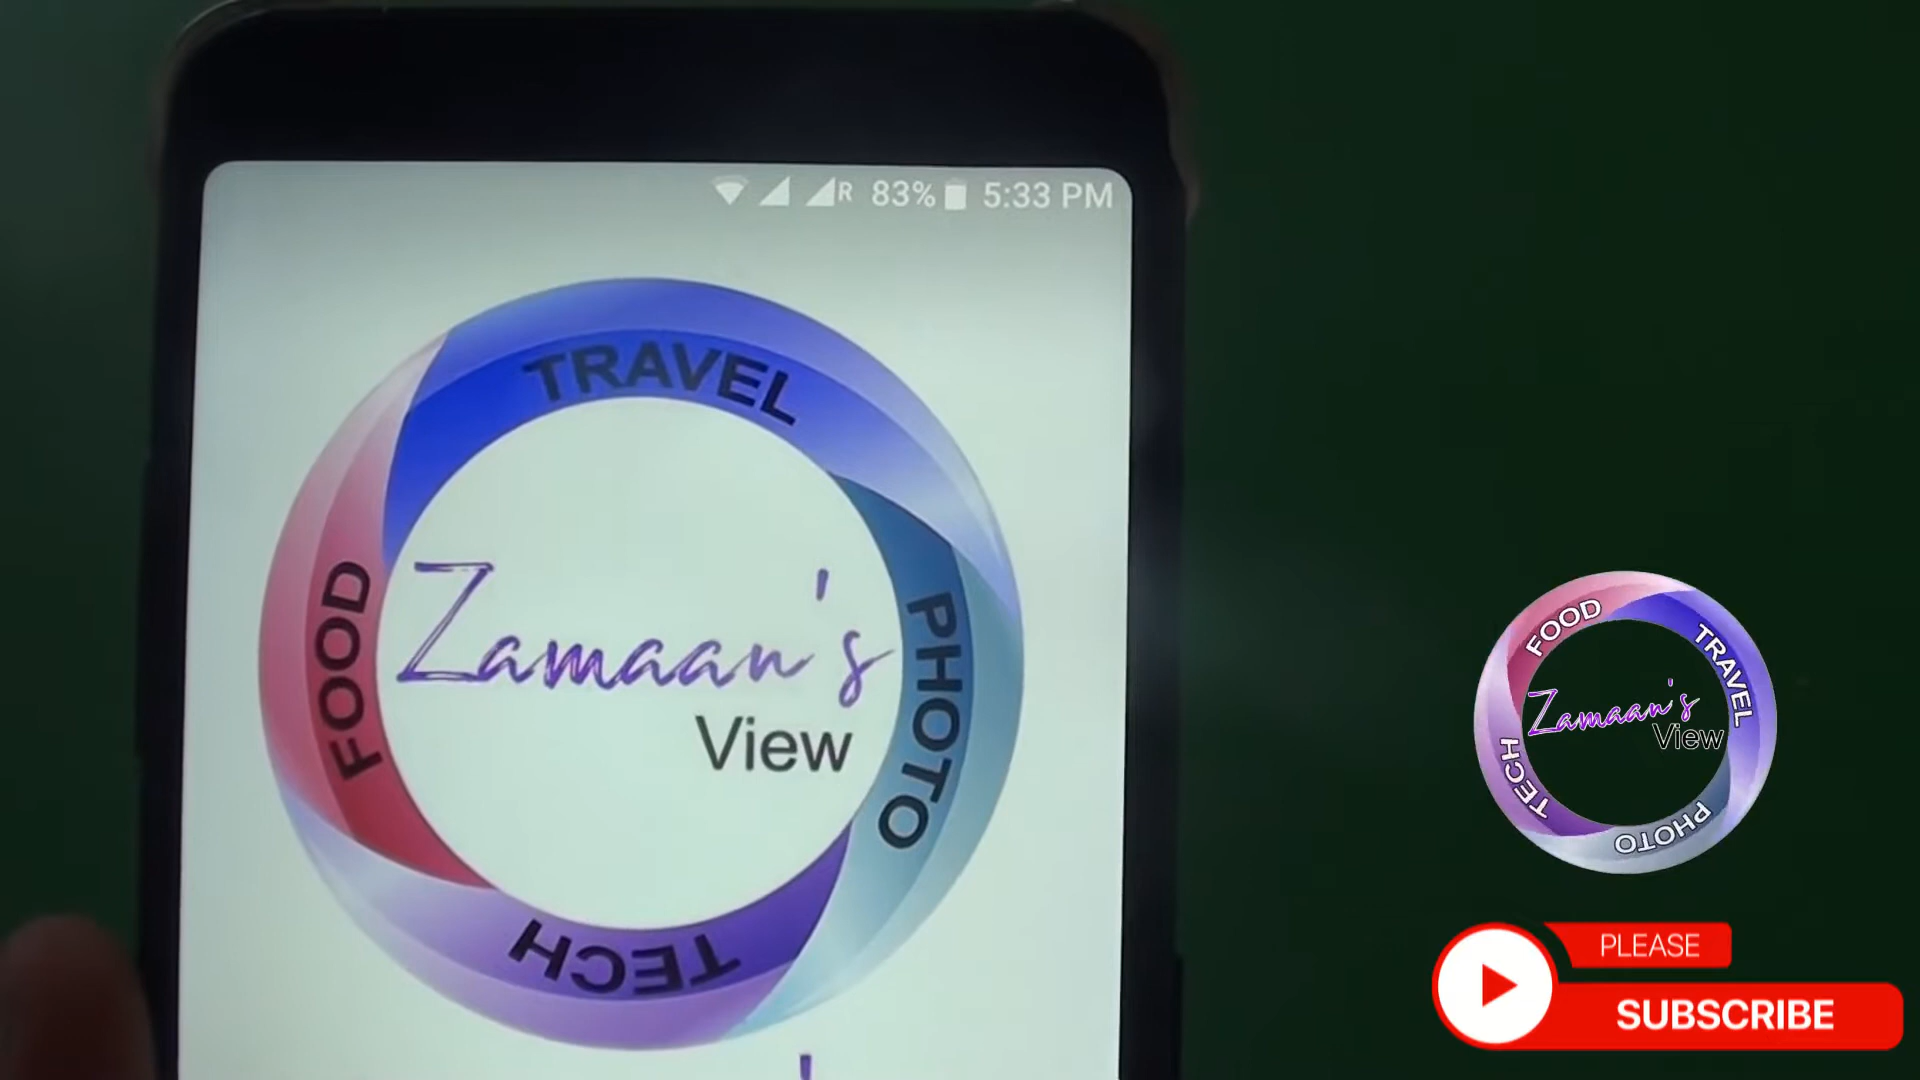 R 83% 5:33 PM
TRAVEL
FOOD
Zamaan's
View
PHOTO
TECH
FOOD
TRAVEL
Zamaan's
View
TECH
PHOTO
PLEASE
SUBSCRIBE